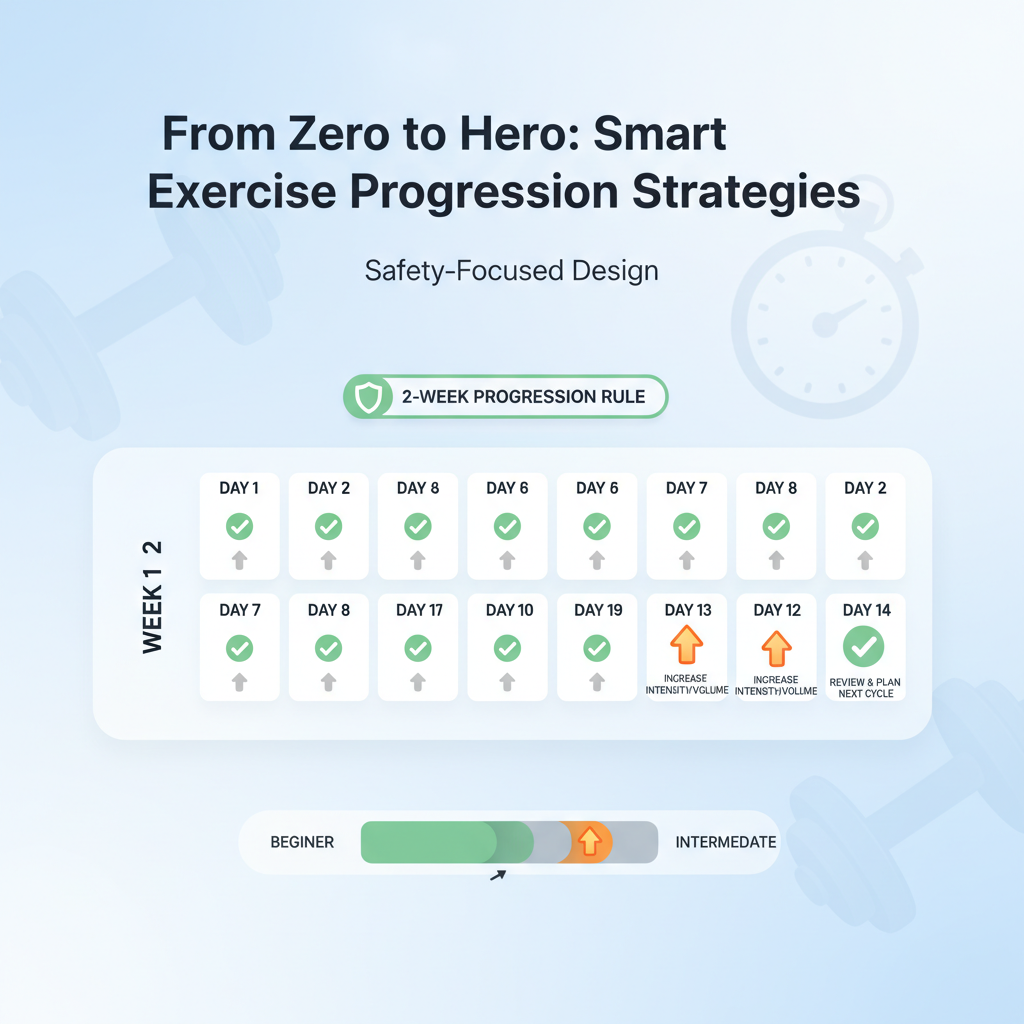 From Zero to Hero: Smart
Exercise Progression Strategies
Safety-Focused Design
2-WEEK PROGRESSION RULE
WEEK 1 2
DAY 1
DAY 2
DAY 8
DAY 6
DAY 6
DAY 7
DAY 8
DAY 2
DAY 7
DAY 8
DAY 17
DAY 10
DAY 19
DAY 13
INCREASE
INTENSITY/VGLUME
DAY 12
INCREASE
INTENSTY/VOLLME
DAY 14
REVIEW & PLAN
NEXT CYCLE
BEGINER
INTERMEDATE